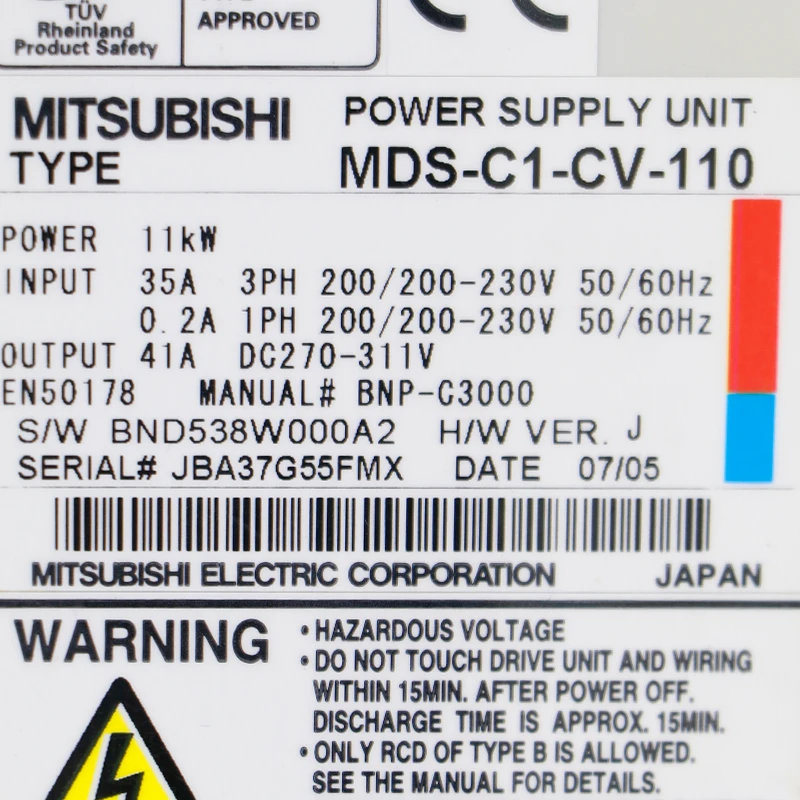 TÜV
Rheinland
Product Safety
APPROVED
MITSUBISHI POWER SUPPLY UNIT
TYPE MDS-C1-CV-110
POWER 11kW
INPUT 35A 3PH 200/200-230V 50/60Hz
0.2A 1PH 200/200-230V 50/60Hz
OUTPUT 41A DC270-311V
EN50178 MANUAL# BNP-C3000
S/W BND538W000A2 H/W VER. J
SERIAL# JBA37G55FMX DATE 07/05
MITSUBISHI ELECTRIC CORPORATION JAPAN
WARNING
•HAZARDOUS VOLTAGE
•DO NOT TOUCH DRIVE UNIT AND WIRING
WITHIN 15MIN. AFTER POWER OFF.
DISCHARGE TIME IS APPROX. 15MIN.
•ONLY RCD OF TYPE B IS ALLOWED.
SEE THE MANUAL FOR DETAILS.